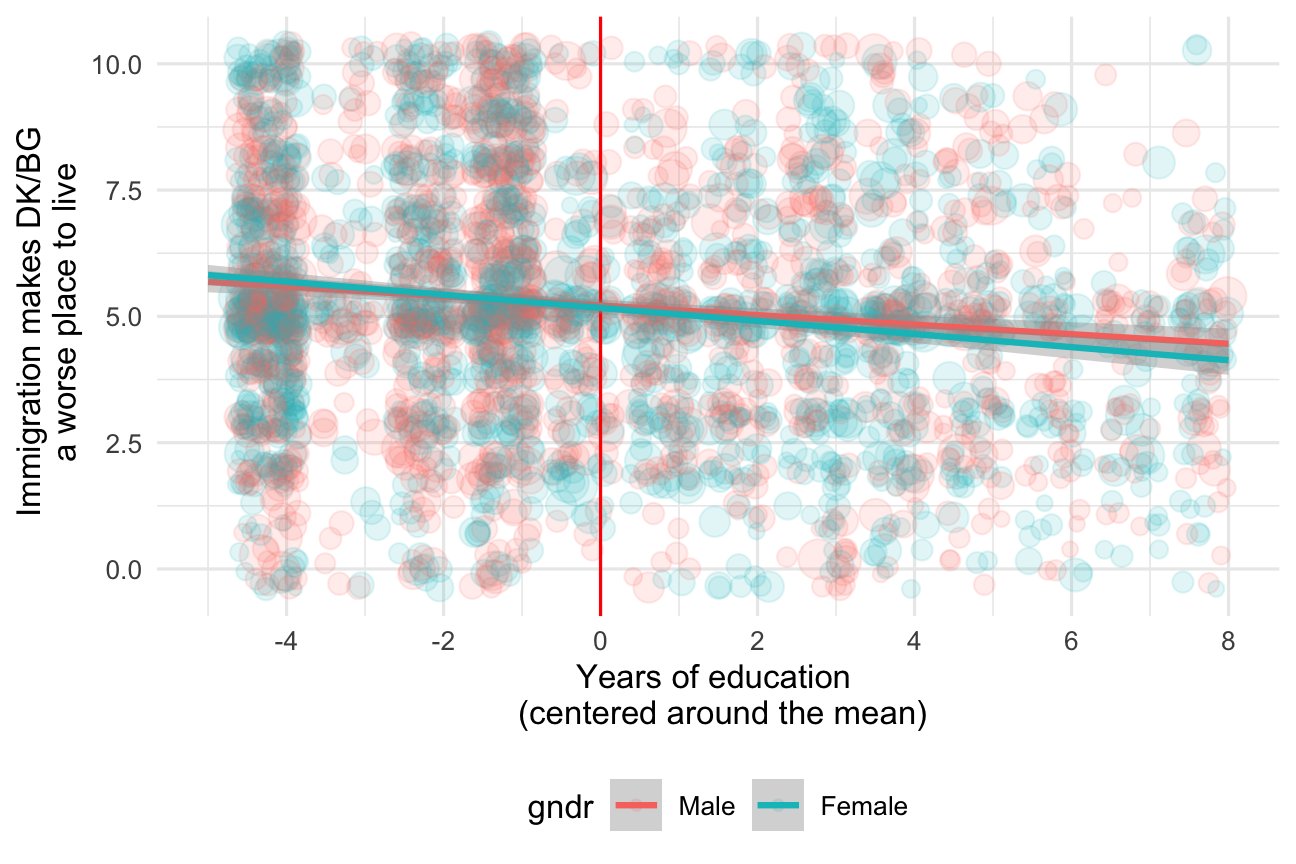 Immigration makes DK/BG
a worse place to live
10.0
7.5
5.0
2.5
0.0
-4
-2
0
2
4
6
8
Years of education
(centered around the mean)
gndr
Male
Female